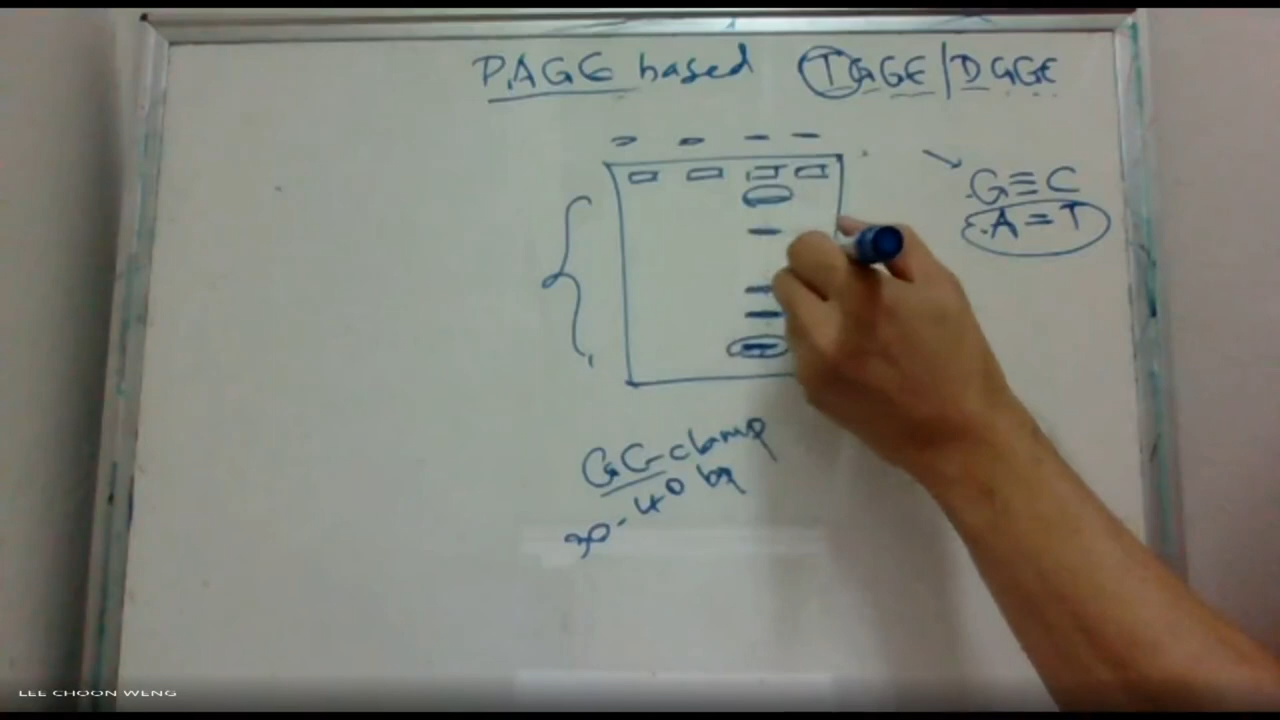 PAGE based TGGE/DGGE
G≡C
A=T
GC-clamp
30-40 bp
LEE CHOON WENG